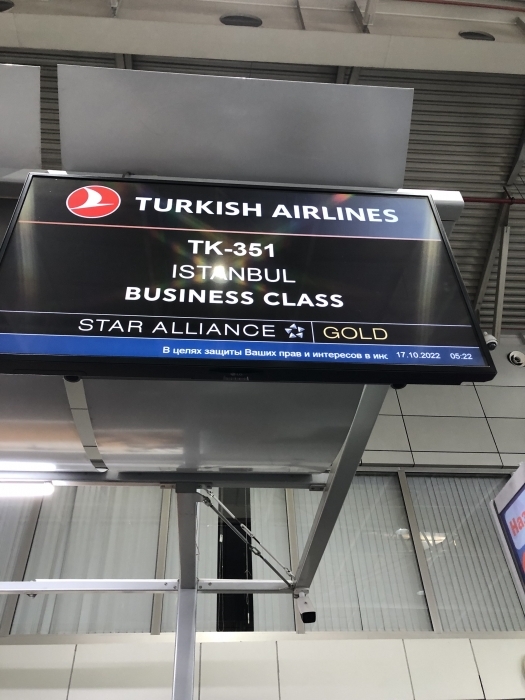 TURKISH AIRLINES
TK-351
ISTANBUL
BUSINESS CLASS
STAR ALLIANCE GOLD
В целях защиты Ваших прав и интересов в 17.10.2022 05:22